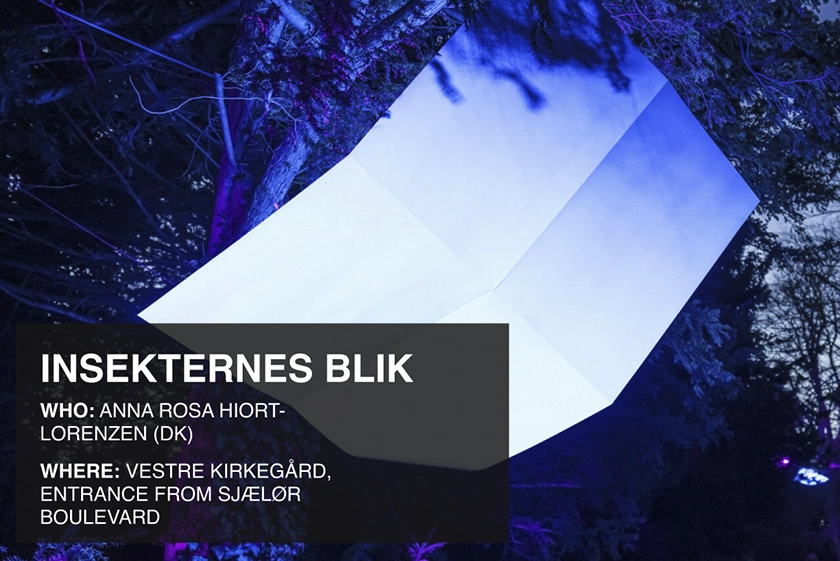 INSEKTERNES BLIK
WHO: ANNA ROSA HIORT-
LORENZEN (DK)
WHERE: VESTRE KIRKEGÅRD,
ENTRANCE FROM SJÆLØR
BOULEVARD